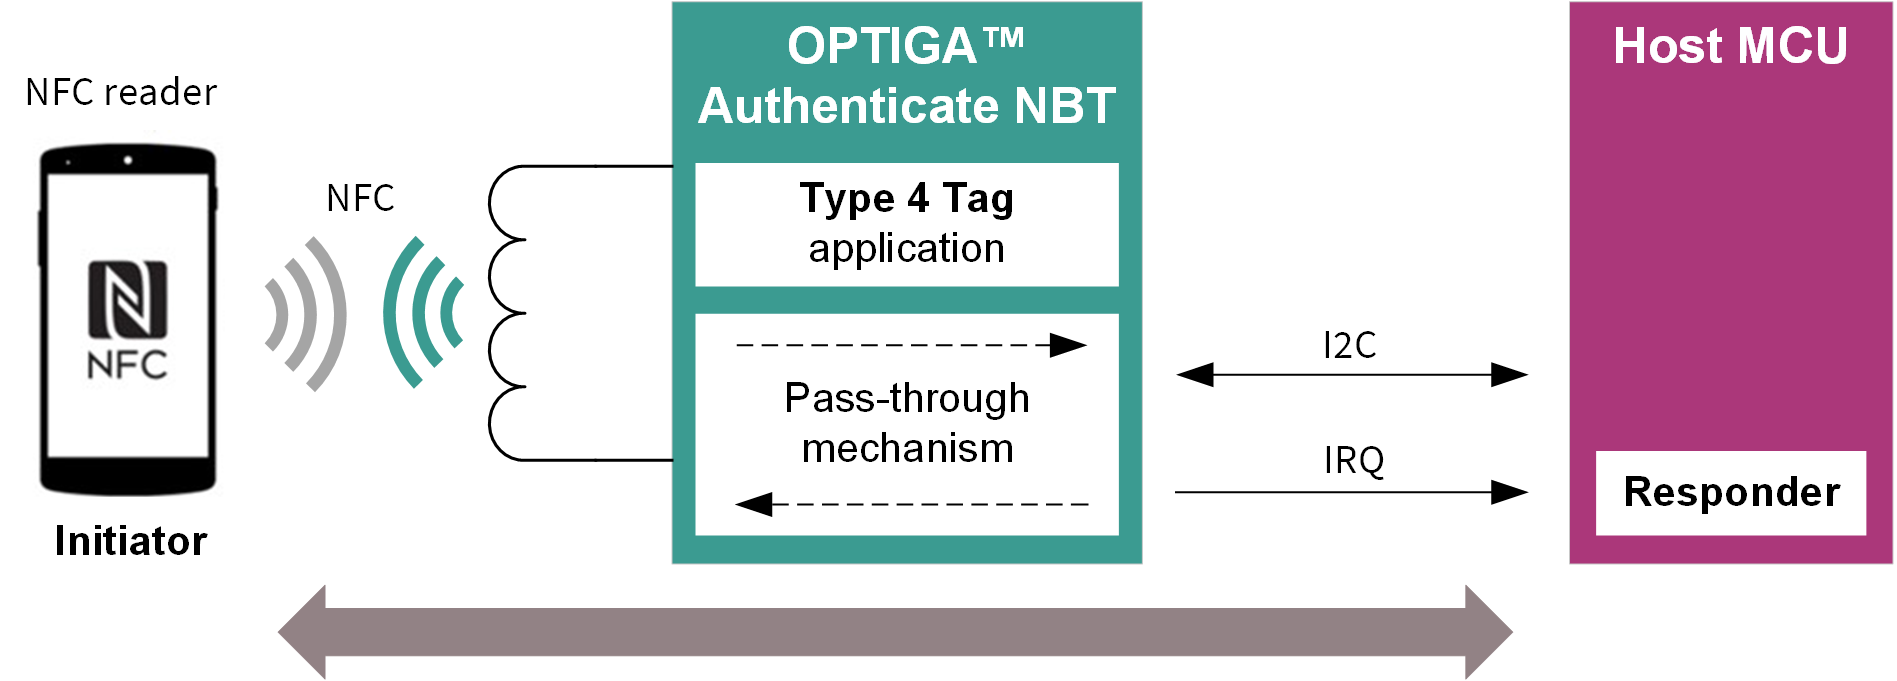 NFC reader
NFC
Initiator
NFC
OPTIGA™
Authenticate NBT
Type 4 Tag
application
Pass-through
mechanism
I2C
IRQ
Host MCU
Responder